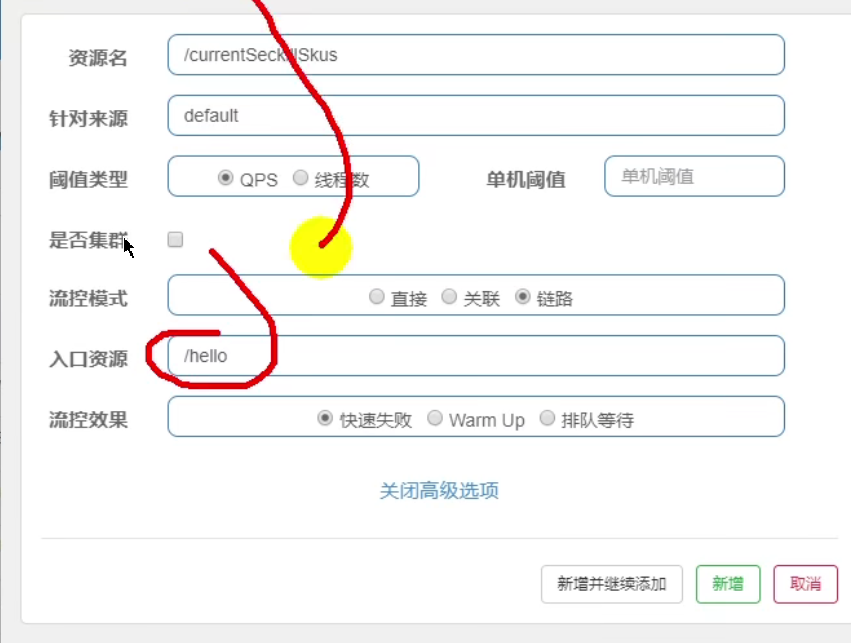 资源名 /currentSeckillSkus
针对来源 default
阈值类型 QPS 线程数 单机阈值 单机阈值
是否集群
流控模式 直接 关联 链路
入口资源 /hello
流控效果 快速失败 Warm Up 排队等待
关闭高级选项
新增并继续添加 新增 取消